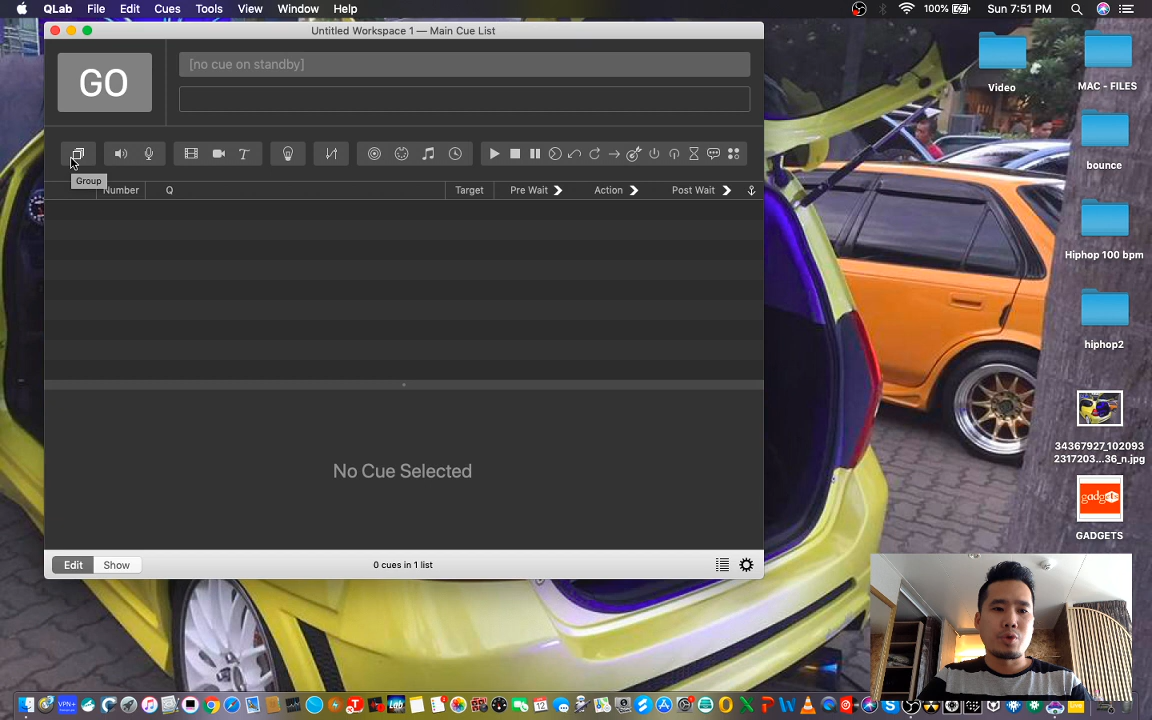 QLab File Edit Cues Tools View Window Help
100% Sun 7:51 PM
Untitled Workspace 1 — Main Cue List
GO
[no cue on standby]
Group
Number Q Target Pre Wait Action Post Wait
No Cue Selected
Edit Show 0 cues in 1 list
Video
MAC - FILES
bounce
Hiphop 100 bpm
hiphop2
34367927_102093
2317203...36_n.jpg
gadgets
GADGETS